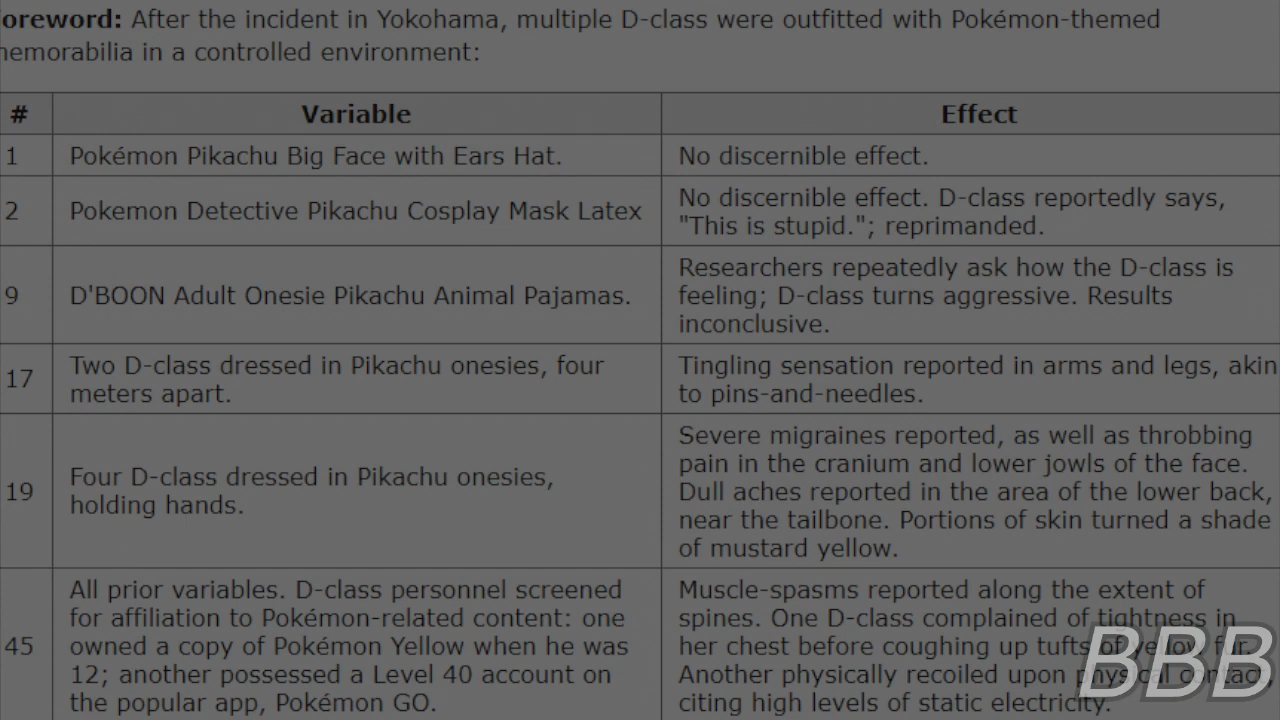 oreword: After the incident in Yokohama, multiple D-class were outfitted with Pokémon-themed
nemorabilia in a controlled environment:
# Variable Effect
1 Pokémon Pikachu Big Face with Ears Hat. No discernible effect.
2 Pokemon Detective Pikachu Cosplay Mask Latex No discernible effect. D-class reportedly says,
"This is stupid."; reprimanded.
9 D'BOON Adult Onesie Pikachu Animal Pajamas. Researchers repeatedly ask how the D-class is
feeling; D-class turns aggressive. Results
inconclusive.
17 Two D-class dressed in Pikachu onesies, four
meters apart.
Tingling sensation reported in arms and legs, akin
to pins-and-needles.
19 Four D-class dressed in Pikachu onesies,
holding hands.
Severe migraines reported, as well as throbbing
pain in the cranium and lower jowls of the face.
Dull aches reported in the area of the lower back,
near the tailbone. Portions of skin turned a shade
of mustard yellow.
45 All prior variables. D-class personnel screened
for affiliation to Pokémon-related content: one
owned a copy of Pokémon Yellow when he was
12; another possessed a Level 40 account on
the popular app, Pokémon GO.
Muscle-spasms reported along the extent of
spines. One D-class complained of tightness in
her chest before coughing up tufts of yellow fur.
Another physically recoiled upon physical contact,
citing high levels of static electricity.
BBB